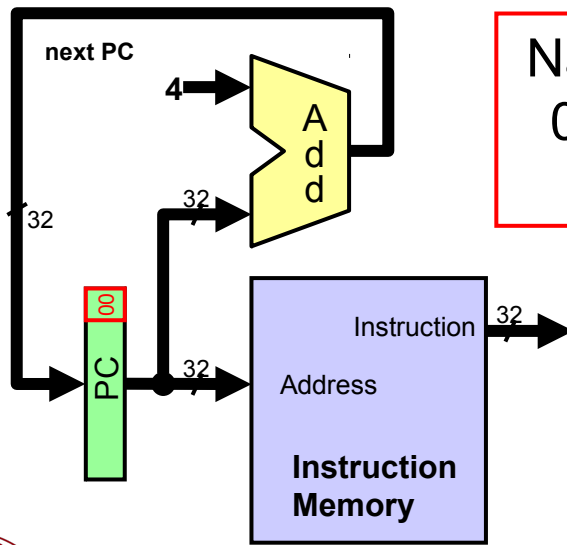 next PC
4
A
d
d
32
32
00
PC
32
Instruction
32
Address
Instruction
Memory